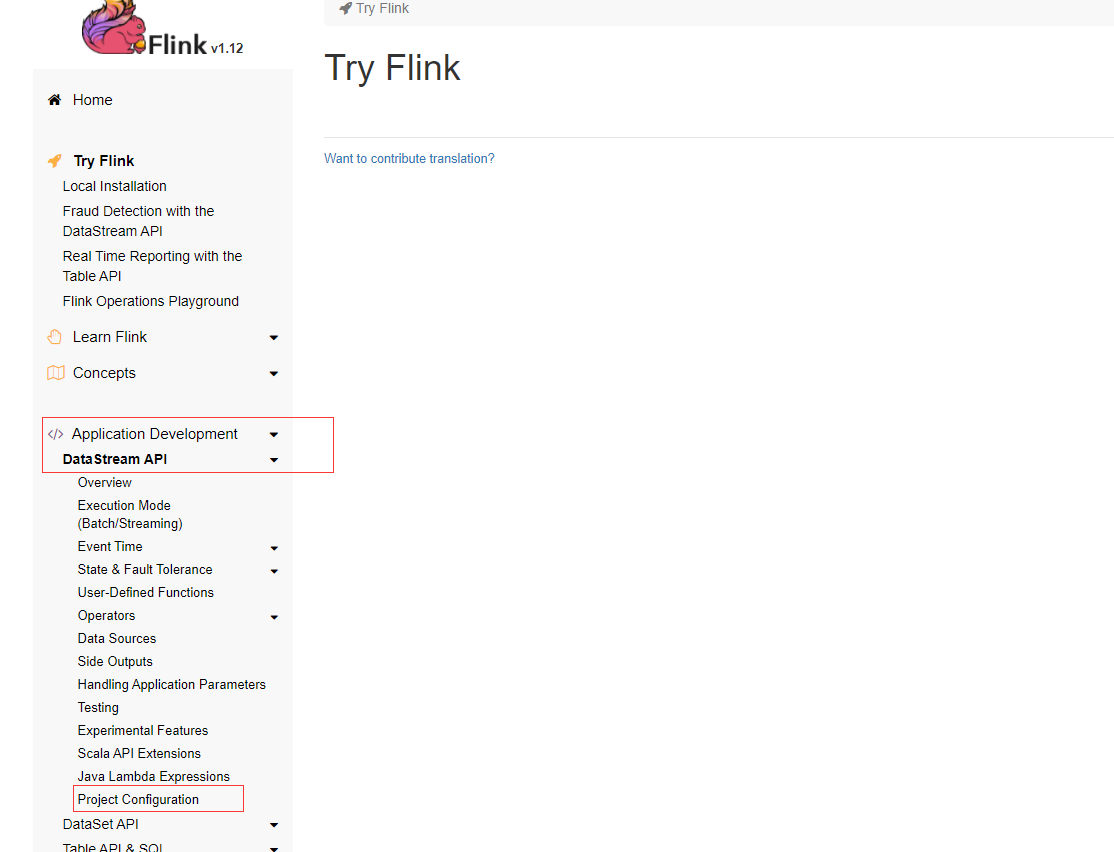 Flink v1.12
Home
Try Flink
Local Installation
Fraud Detection with the
DataStream API
Real Time Reporting with the
Table API
Flink Operations Playground
Learn Flink
Concepts
Application Development
DataStream API
Overview
Execution Mode
(Batch/Streaming)
Event Time
State & Fault Tolerance
User-Defined Functions
Operators
Data Sources
Side Outputs
Handling Application Parameters
Testing
Experimental Features
Scala API Extensions
Java Lambda Expressions
Project Configuration
DataSet API
Table API & SQL
Try Flink
Try Flink
Want to contribute translation?